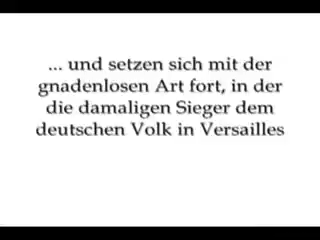 ... und setzen sich mit der
gnadenlosen Art fort, in der
die damaligen Sieger dem
deutschen Volk in Versailles